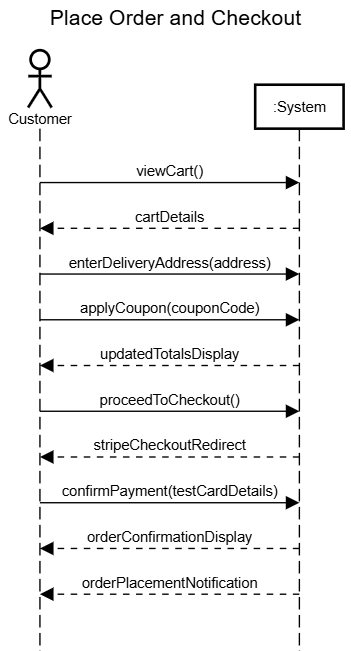 Place Order and Checkout
Customer
:System
viewCart()
cartDetails
enterDeliveryAddress(address)
applyCoupon(couponCode)
updatedTotalsDisplay
proceedToCheckout()
stripeCheckoutRedirect
confirmPayment(testCardDetails)
orderConfirmationDisplay
orderPlacementNotification